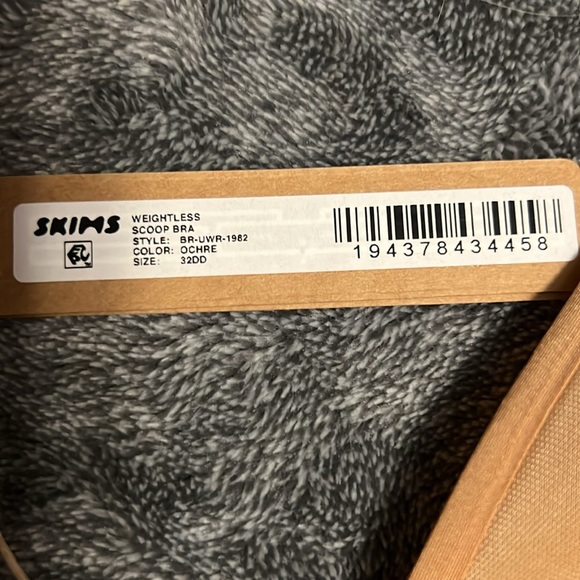 SKIMS
WEIGHTLESS
SCOOP BRA
STYLE: BR-UWR-1982
COLOR: OCHRE
SIZE: 32DD
194378434458